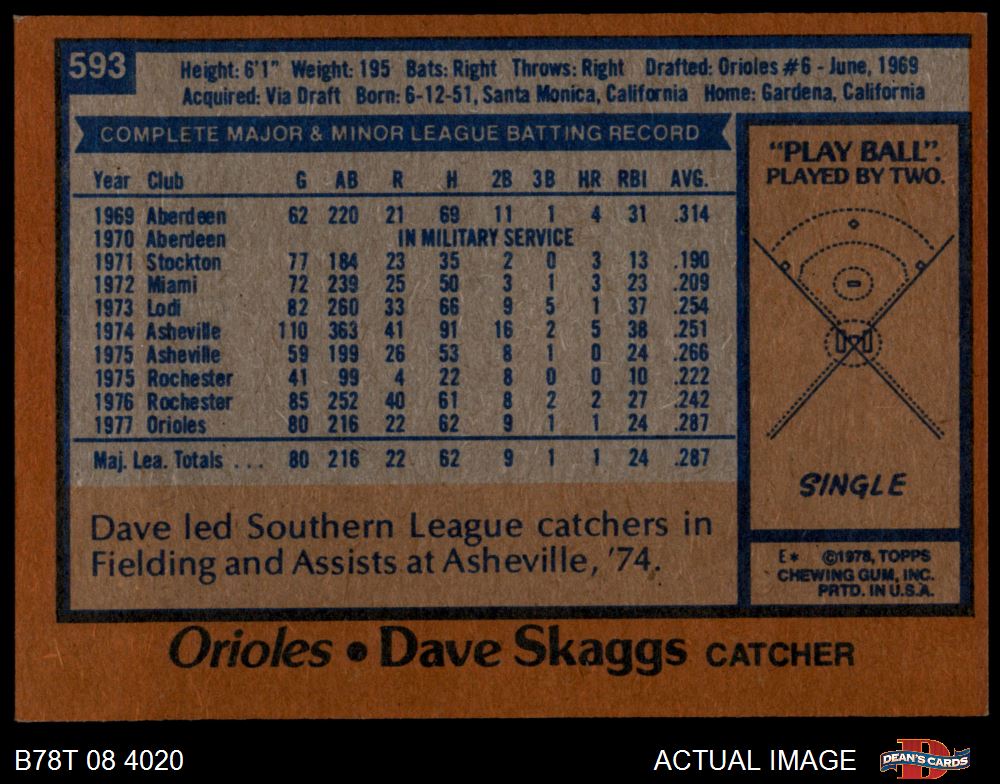 593
Height: 6'1" Weight: 195 Bats: Right Throws: Right Drafted: Orioles #6 - June, 1969
Acquired: Via Draft Born: 6-12-51, Santa Monica, California Home: Gardena, California
COMPLETE MAJOR & MINOR LEAGUE BATTING RECORD
Year Club G AB R H 2B 3B HR RBI AVG.
1969 Aberdeen 62 220 21 69 11 1 4 31 .314
1970 Aberdeen IN MILITARY SERVICE
1971 Stockton 77 184 23 35 2 0 3 13 .190
1972 Miami 72 239 25 50 3 1 3 23 .209
1973 Lodi 82 260 33 66 9 5 1 37 .254
1974 Asheville 110 363 41 91 16 2 5 38 .251
1975 Asheville 59 199 26 53 8 1 0 24 .266
1975 Rochester 41 99 4 22 8 0 0 10 .222
1976 Rochester 85 252 40 61 8 2 2 27 .242
1977 Orioles 80 216 22 62 9 1 1 24 .287
Maj. Lea. Totals ... 80 216 22 62 9 1 1 24 .287
Dave led Southern League catchers in
Fielding and Assists at Asheville, '74.
"PLAY BALL".
PLAYED BY TWO.
SINGLE
E* ©1978, TOPPS
CHEWING GUM, INC.
PRTD. IN U.S.A.
Orioles • Dave Skaggs CATCHER
B78T 08 4020
ACTUAL IMAGE
D
DEAN'S CARDS